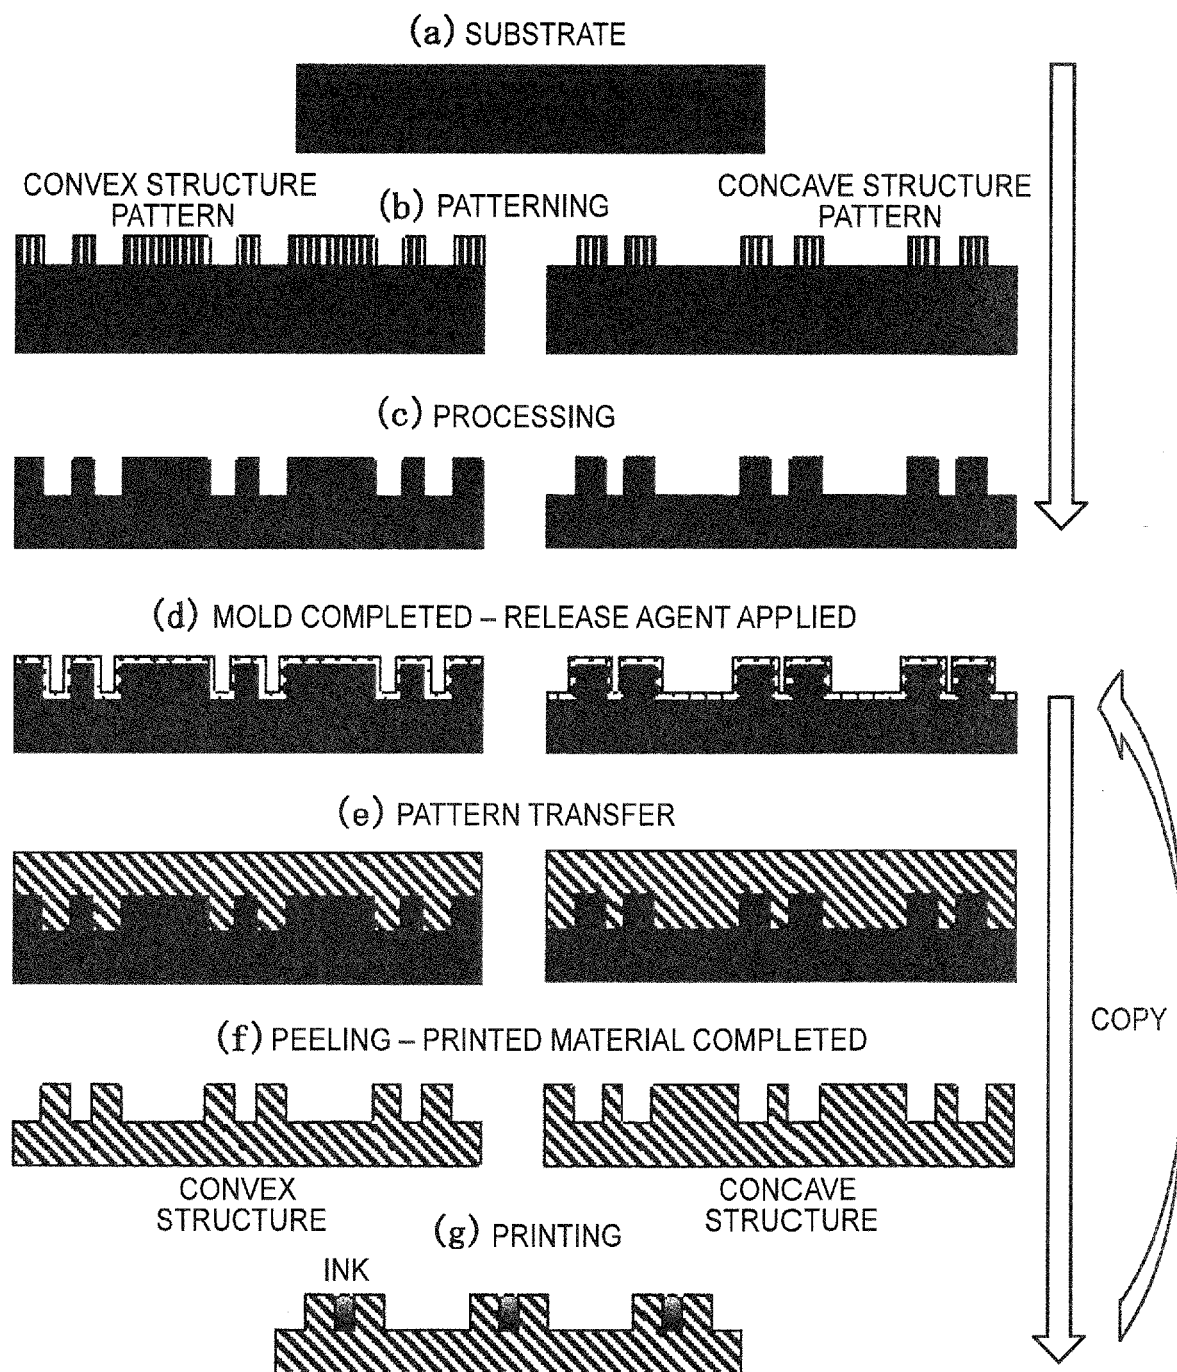 (a) SUBSTRATE
CONVEX STRUCTURE
PATTERN
(b) PATTERNING
CONCAVE STRUCTURE
PATTERN
(c) PROCESSING
(d) MOLD COMPLETED – RELEASE AGENT APPLIED
(e) PATTERN TRANSFER
COPY
(f) PEELING – PRINTED MATERIAL COMPLETED
CONVEX
STRUCTURE
CONCAVE
STRUCTURE
(g) PRINTING
INK